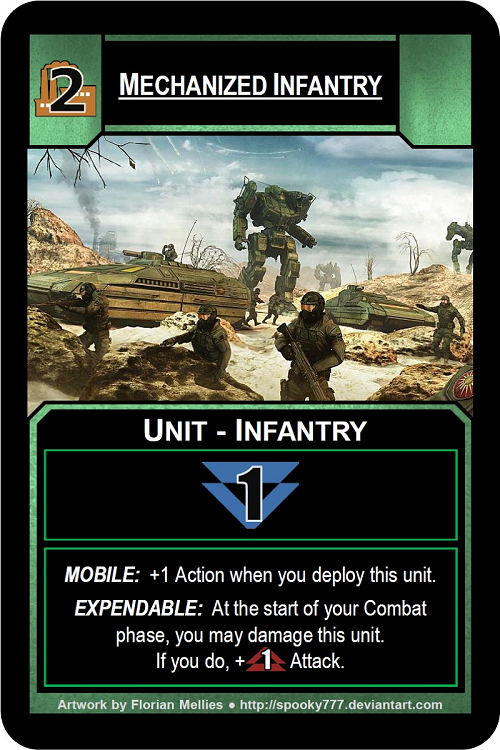 2
MECHANIZED INFANTRY
UNIT - INFANTRY
1
MOBILE: +1 Action when you deploy this unit.
EXPENDABLE: At the start of your Combat
phase, you may damage this unit.
If you do, +1 Attack.
Artwork by Florian Mellies ● http://spooky777.deviantart.com